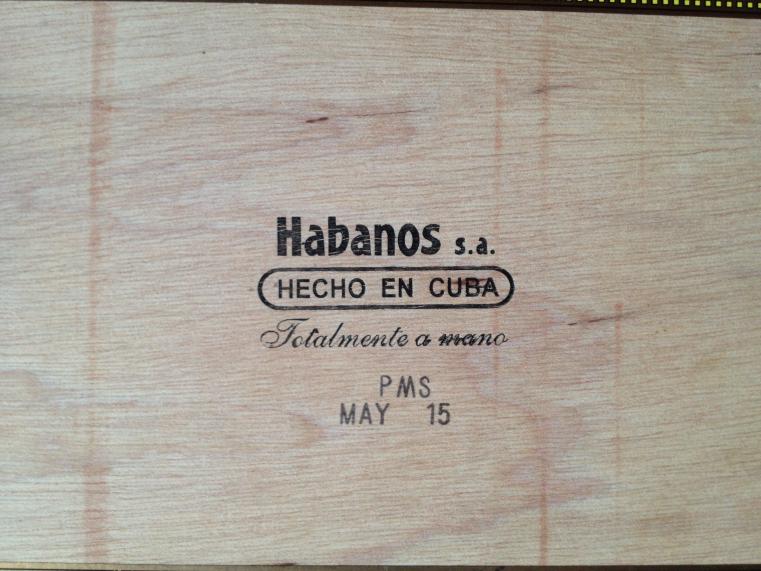 Habanos s.a.
HECHO EN CUBA
Totalmente a mano
PMS
MAY 15